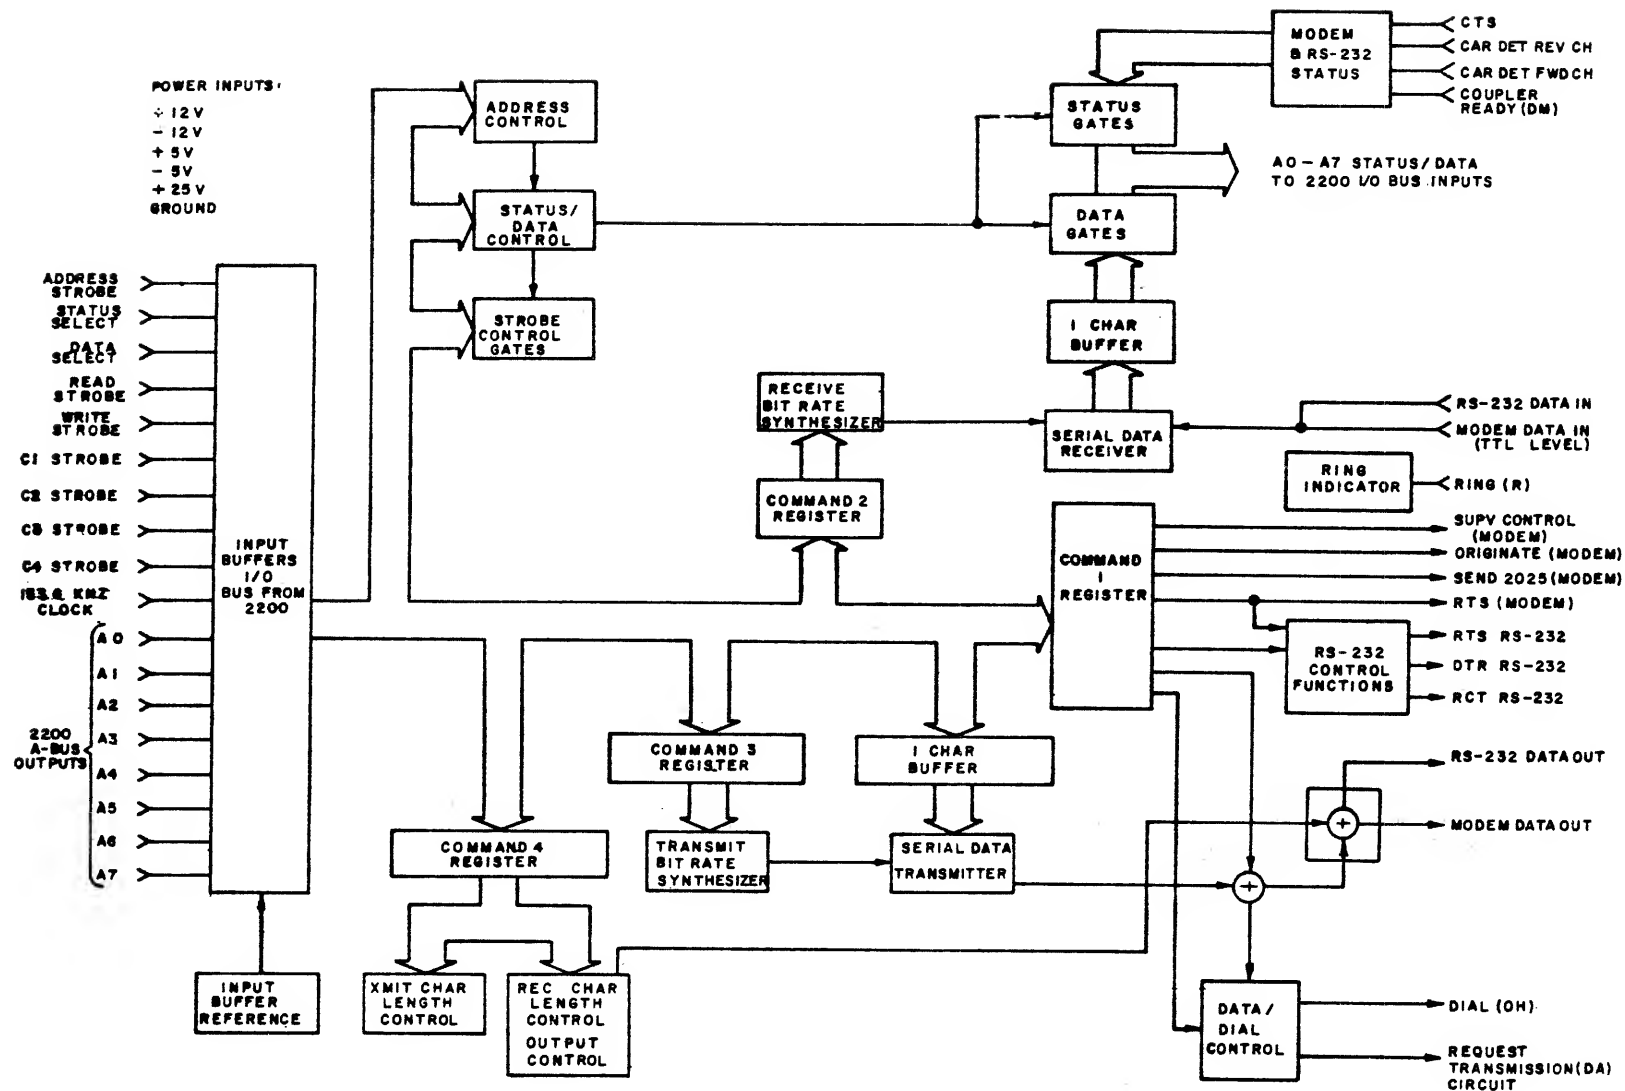 POWER INPUTS:
+ 12 V
- 12 V
+ 5V
- 5V
+ 25 V
GROUND
ADDRESS
STROBE
STATUS
SELECT
DATA
SELECT
READ
STROBE
WRITE
STROBE
C1 STROBE
C2 STROBE
C3 STROBE
C4 STROBE
KHZ
CLOCK
2200
A-BUS
OUTPUTS
A0
A1
A2
A3
A4
A5
A6
A7
INPUT
BUFFERS
I/O
BUS FROM
2200
INPUT
BUFFER
REFERENCE
ADDRESS
CONTROL
STATUS/
DATA
CONTROL
STROBE
CONTROL
GATES
RECEIVE
BIT RATE
SYNTHESIZER
COMMAND 2
REGISTER
COMMAND 3
REGISTER
TRANSMIT
BIT RATE
SYNTHESIZER
COMMAND 4
REGISTER
XMIT CHAR
LENGTH
CONTROL
REC CHAR
LENGTH
CONTROL
OUTPUT
CONTROL
1 CHAR
BUFFER
SERIAL DATA
TRANSMITTER
STATUS
GATES
DATA
GATES
1 CHAR
BUFFER
SERIAL DATA
RECEIVER
COMMAND
1
REGISTER
MODEM
& RS-232
STATUS
CTS
CAR DET REV CH
CAR DET FWD CH
COUPLER
READY (DM)
A0 - A7 STATUS/DATA
TO 2200 I/O BUS INPUTS
RS-232 DATA IN
MODEM DATA IN
(TTL LEVEL)
RING
INDICATOR
RING (R)
SUPV CONTROL
(MODEM)
ORIGINATE (MODEM)
SEND 2025 (MODEM)
RTS (MODEM)
RS-232
CONTROL
FUNCTIONS
RTS RS-232
DTR RS-232
RCT RS-232
RS-232 DATA OUT
+
MODEM DATA OUT
+
DATA/
DIAL
CONTROL
DIAL (OH)
REQUEST
TRANSMISSION (DA)
CIRCUIT